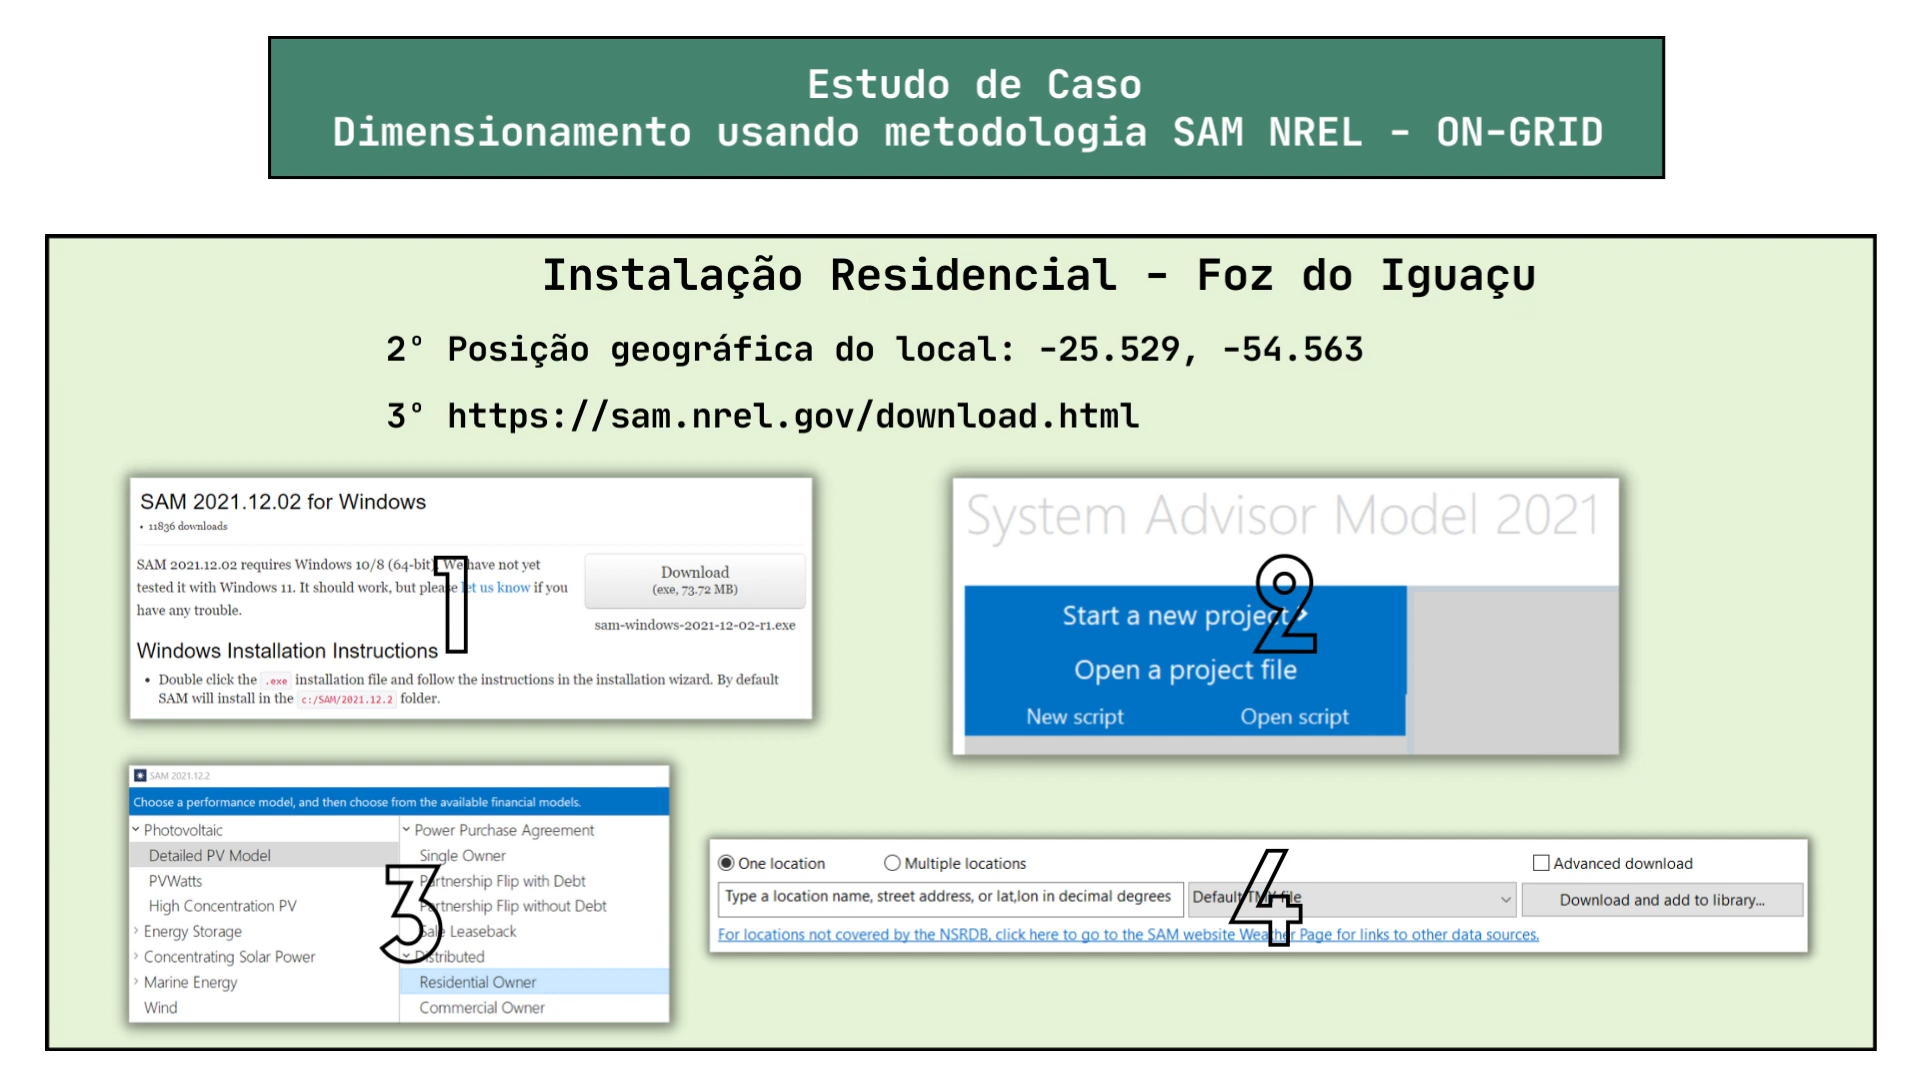 Estudo de Caso
Dimensionamento usando metodologia SAM NREL - ON-GRID
Instalação Residencial - Foz do Iguaçu
2° Posição geográfica do local: -25.529, -54.563
3° https://sam.nrel.gov/download.html
SAM 2021.12.02 for Windows
• 11836 downloads
SAM 2021.12.02 requires Windows 10/8 (64-bit). We have not yet
tested it with Windows 11. It should work, but please let us know if you
have any trouble.
Download
(exe, 73.72 MB)
sam-windows-2021-12-02-r1.exe
1
Windows Installation Instructions
• Double click the .exe installation file and follow the instructions in the installation wizard. By default
SAM will install in the c:/SAM/2021.12.2 folder.
System Advisor Model 2021
2
Start a new project >
Open a project file
New script Open script
SAM 2021.12.2
Choose a performance model, and then choose from the available financial models.
Photovoltaic
Detailed PV Model
PVWatts
High Concentration PV
Energy Storage
Concentrating Solar Power
Marine Energy
Wind
3
Power Purchase Agreement
Single Owner
Partnership Flip with Debt
Partnership Flip without Debt
Sale Leaseback
Distributed
Residential Owner
Commercial Owner
One location Multiple locations Advanced download
Type a location name, street address, or lat,lon in decimal degrees Default TMY file Download and add to library...
4
For locations not covered by the NSRDB, click here to go to the SAM website Weather Page for links to other data sources.